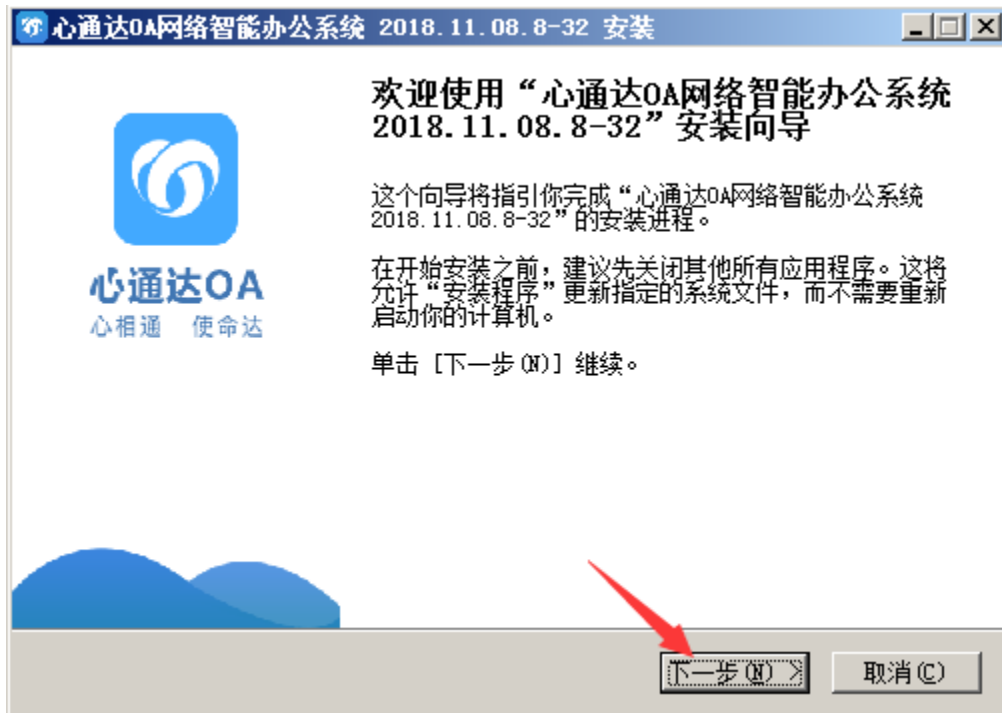 心通达OA网络智能办公系统 2018.11.08.8-32 安装
欢迎使用“心通达OA网络智能办公系统
2018.11.08.8-32”安装向导
这个向导将指引你完成“心通达OA网络智能办公系统
2018.11.08.8-32”的安装进程。
在开始安装之前，建议先关闭其他所有应用程序。这将
允许“安装程序”更新指定的系统文件，而不需要重新
启动你的计算机。
单击 [下一步(N)] 继续。
心通达OA
心相通 使命达
下一步(N) >
取消(C)